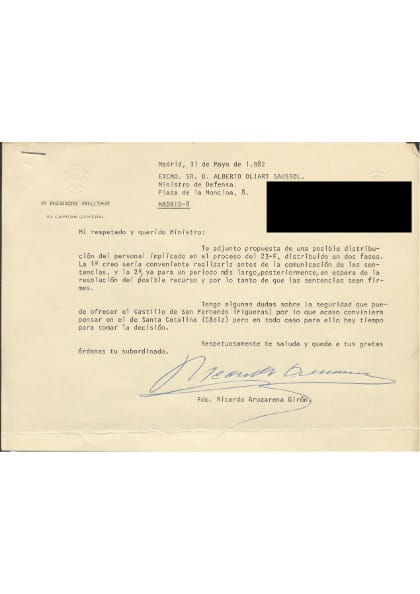 Madrid, 31 de Mayo de 1.982
EXCMO. SR. D. ALBERTO OLIART SAUSSOL.
Ministro de Defensa.
Plaza de la Moncloa, 8.
MADRID-8
1ª REGION MILITAR
EL CAPITAN GENERAL
Mi respetado y querido Ministro:
Te adjunto propuesta de una posible distribu-
ción del personal implicado en el proceso del 23-F, distribuido en dos fases.
La 1ª creo sería conveniente realizarla antes de la comunicación de las sen-
tencias, y la 2ª, ya para un periodo más largo,posteriormente, en espera de la
resolución del posible recurso y por lo tanto de que las sentencias sean fir-
mes.
Tengo algunas dudas sobre la seguridad que pue-
de ofrecer el Castillo de San Fernando (Figueras) por lo que acaso conviniera
pensar en el de Santa Catalina (Cádiz) pero en todo caso para ello hay tiempo
para tomar la decisión.
Respetuosamente te saluda y queda a tus gratas
órdenes tu subordinado.
Ricardo
Fdo. Ricardo Arozarena Girón.